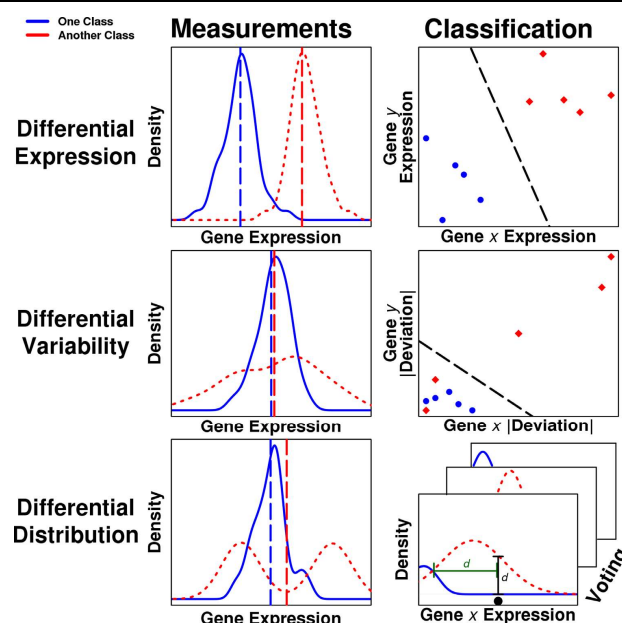 One Class
Another Class
Measurements
Classification
Differential
Expression
Density
Gene Expression
Gene y
Expression
Gene x Expression
Differential
Variability
Density
Gene Expression
Gene y
|Deviation|
Gene x |Deviation|
Differential
Distribution
Density
Gene Expression
Density
d
d
Gene x Expression
Voting